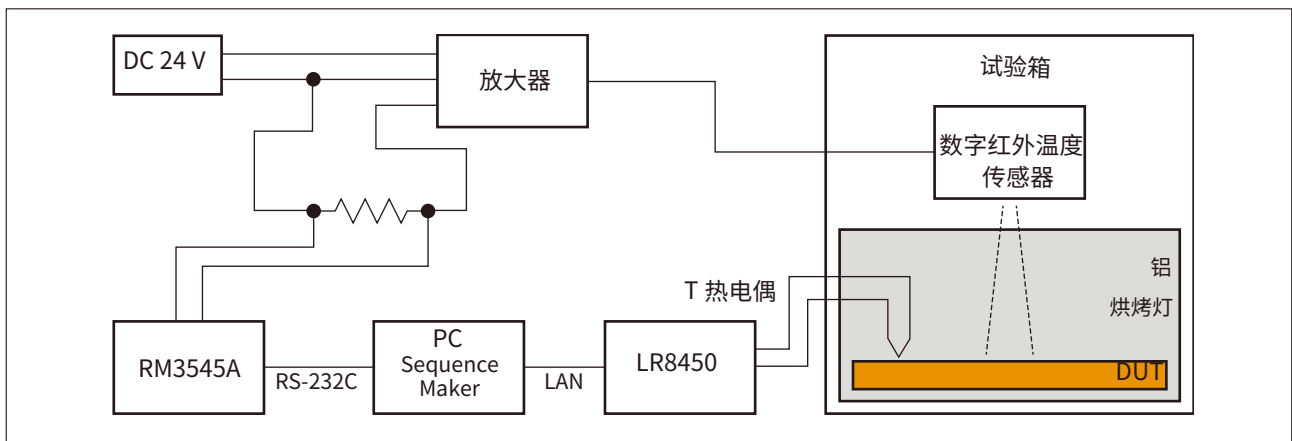 DC 24 V
放大器
试验箱
数字红外温度
传感器
铝
烘烤灯
T 热电偶
DUT
RM3545A
RS-232C
PC
Sequence
Maker
LAN
LR8450